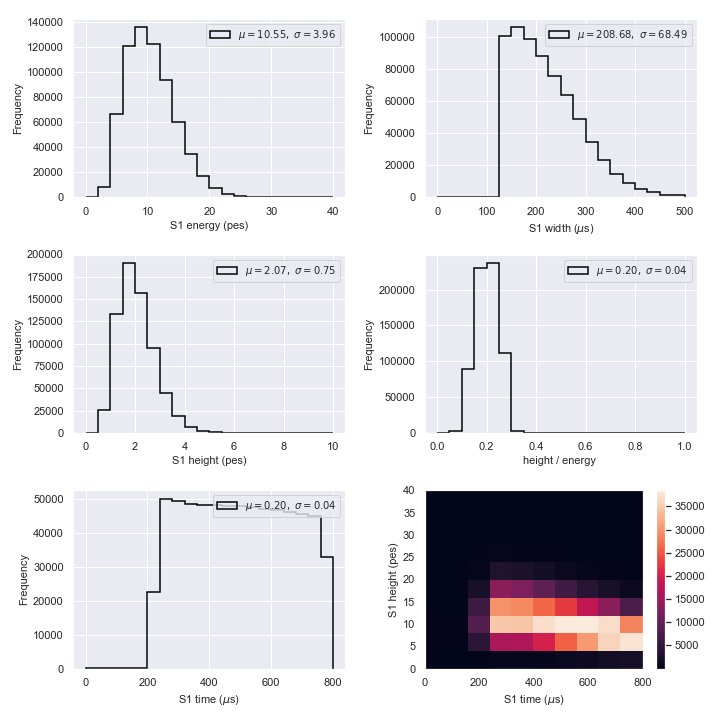 μ = 10.55, σ = 3.96
140000
120000
100000
80000
60000
40000
20000
0
Frequency
0 10 20 30 40
S1 energy (pes)
μ = 208.68, σ = 68.49
100000
80000
60000
40000
20000
0
Frequency
0 100 200 300 400 500
S1 width (μs)
μ = 2.07, σ = 0.75
200000
175000
150000
125000
100000
75000
50000
25000
0
Frequency
0 2 4 6 8 10
S1 height (pes)
μ = 0.20, σ = 0.04
200000
150000
100000
50000
0
Frequency
0.0 0.2 0.4 0.6 0.8 1.0
height / energy
μ = 0.20, σ = 0.04
50000
40000
30000
20000
10000
0
Frequency
0 200 400 600 800
S1 time (μs)
40
35
30
25
20
15
10
5
0
S1 height (pes)
0 200 400 600 800
S1 time (μs)
35000
30000
25000
20000
15000
10000
5000